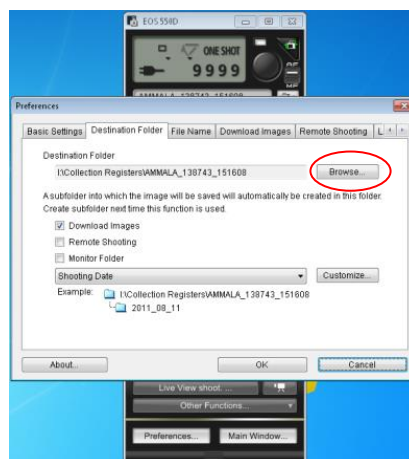 EOS 550D
ONE SHOT
9999
AF
MF
AMMALA_138743_151608
Preferences
Basic Settings Destination Folder File Name Download Images Remote Shooting L
Destination Folder
I:\Collection Registers\AMMALA_138743_151608 Browse...
A subfolder into which the image will be saved will automatically be created in this folder.
Create subfolder next time this function is used.
Download Images
Remote Shooting
Monitor Folder
Shooting Date Customize...
Example: I:\Collection Registers\AMMALA_138743_151608
2011_08_11
About... OK Cancel
Live View shoot. ...
Other Functions...
Preferences... Main Window...